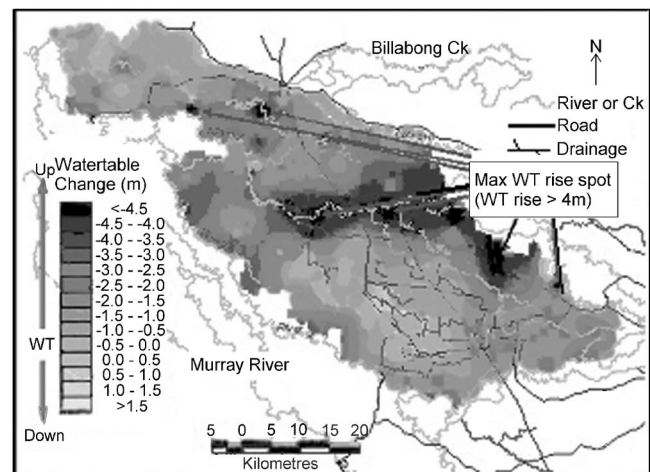 Billabong Ck
N
River or Ck
Road
Drainage
Max WT rise spot
(WT rise > 4m)
Up
Watertable
Change (m)
<-4.5
-4.5 - -4.0
-4.0 - -3.5
-3.5 - -3.0
-3.0 - -2.5
-2.5 - -2.0
-2.0 - -1.5
-1.5 - -1.0
-1.0 - -0.5
-0.5 - 0.0
0.0 - 0.5
0.5 - 1.0
1.0 - 1.5
>1.5
WT
Down
Murray River
5 0 5 10 15 20
Kilometres